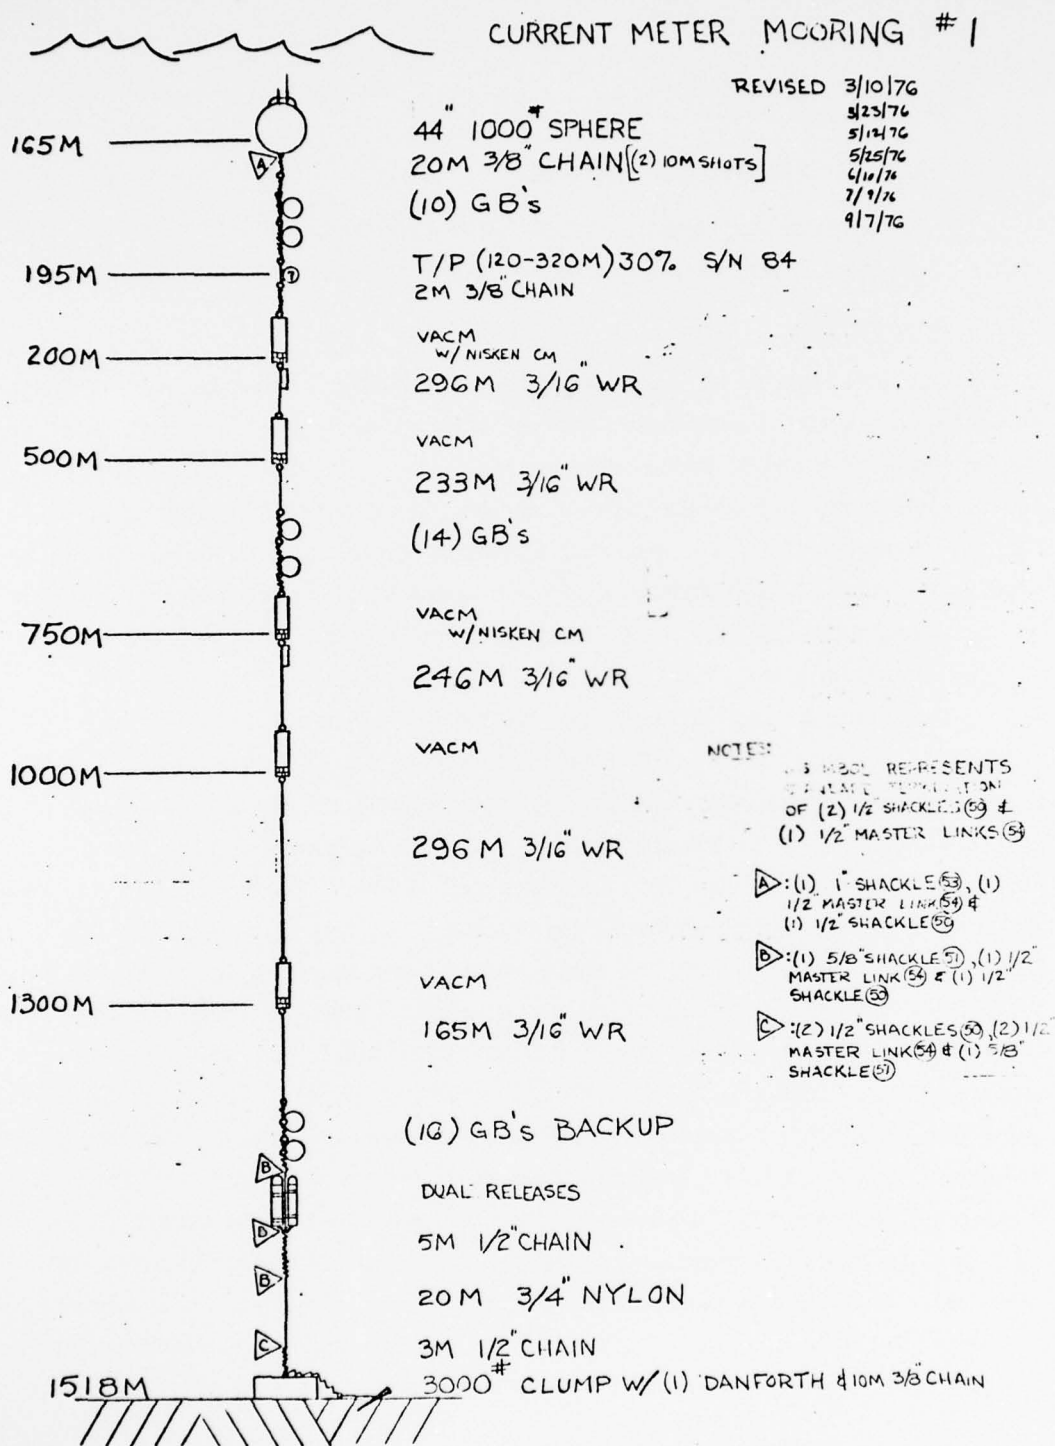 CURRENT METER MOORING #1
REVISED 3/10/76
3/23/76
5/12/76
5/25/76
6/10/76
7/9/76
9/7/76
165M
A
44" 1000# SPHERE
20M 3/8" CHAIN [(2) 10M SHOTS]
(10) GB's
195M
T
T/P (120-320M) 30% S/N 84
2M 3/8" CHAIN
200M
VACM
W/ NISKEN CM
296M 3/16" WR
500M
VACM
233M 3/16" WR
(14) GB's
750M
VACM
W/ NISKEN CM
246M 3/16" WR
1000M
VACM
296M 3/16" WR
1300M
VACM
165M 3/16" WR
(16) GB's BACKUP
B
DUAL RELEASES
D
5M 1/2" CHAIN
B
20M 3/4" NYLON
C
3M 1/2" CHAIN
1518M
3000# CLUMP W/ (1) DANFORTH & 10M 3/8" CHAIN
NOTES:
REPRESENTS
OF (2) 1/2" SHACKLES &
(1) 1/2" MASTER LINKS 54
A: (1) 1" SHACKLE 53, (1)
1/2" MASTER LINK 54 &
(1) 1/2" SHACKLE 50
B: (1) 5/8" SHACKLE 51, (1) 1/2"
MASTER LINK 54 & (1) 1/2"
SHACKLE 50
C: (2) 1/2" SHACKLES 50, (2) 1/2"
MASTER LINK 54 & (1) 5/8"
SHACKLE